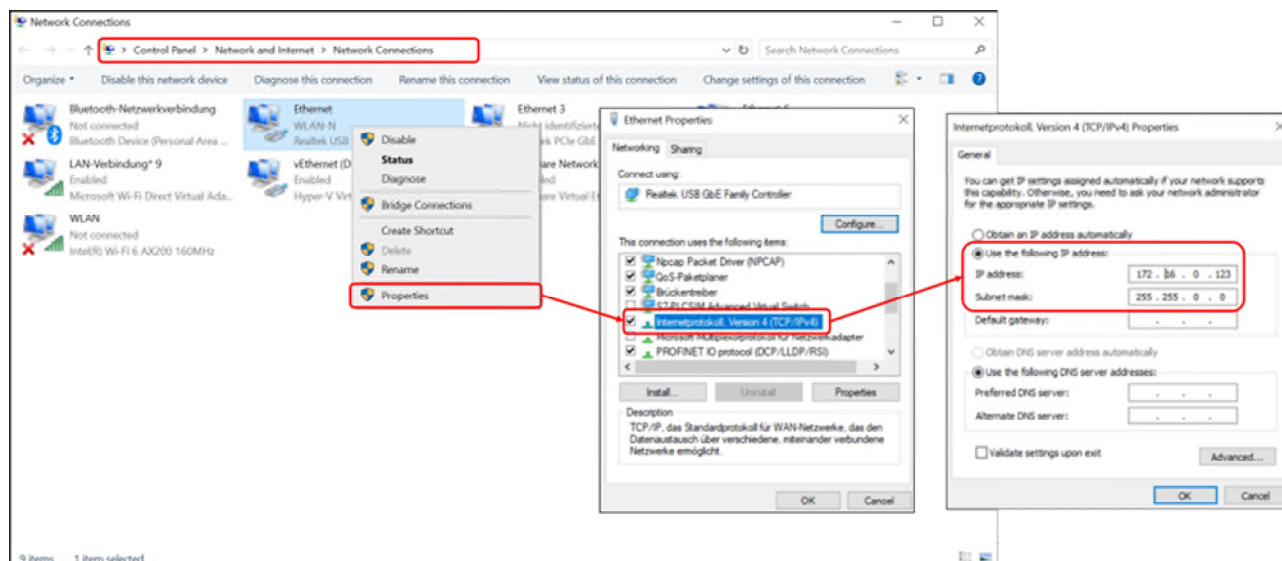 Network Connections
Control Panel > Network and Internet > Network Connections
Search Network Connections
Organize
Disable this network device
Diagnose this connection
Rename this connection
View status of this connection
Change settings of this connection
Bluetooth-Netzwerkverbindung
Not connected
Bluetooth Device (Personal Area ...
Ethernet
WLAN-N
Realtek USB
Ethernet 3
LAN-Verbindung* 9
Enabled
Microsoft Wi-Fi Direct Virtual Ada...
vEthernet (D
Enabled
Hyper-V Virt
WLAN
Not connected
Intel(R) Wi-Fi 6 AX200 160MHz
Disable
Status
Diagnose
Bridge Connections
Create Shortcut
Delete
Rename
Properties
Ethernet Properties
Networking
Sharing
Connect using:
Realtek USB GbE Family Controller
Configure...
This connection uses the following items:
Npcap Packet Driver (NPCAP)
QoS-Paketplaner
Brückentreiber
S7-PLCSIM Advanced Virtual Switch
Internetprotokoll, Version 4 (TCP/IPv4)
Microsoft-Multiplexorprotokoll für Netzwerkadapter
PROFINET IO protocol (DCP/LLDP/RSI)
Install...
Uninstall
Properties
Description
TCP/IP, das Standardprotokoll für WAN-Netzwerke, das den
Datenaustausch über verschiedene, miteinander verbundene
Netzwerke ermöglicht.
OK
Cancel
Internetprotokoll, Version 4 (TCP/IPv4) Properties
General
You can get IP settings assigned automatically if your network supports
this capability. Otherwise, you need to ask your network administrator
for the appropriate IP settings.
Obtain an IP address automatically
Use the following IP address:
IP address: 172 . 16 . 0 . 123
Subnet mask: 255 . 255 . 0 . 0
Default gateway:
Obtain DNS server address automatically
Use the following DNS server addresses:
Preferred DNS server:
Alternate DNS server:
Validate settings upon exit
Advanced...
OK
Cancel
9 items
1 item selected